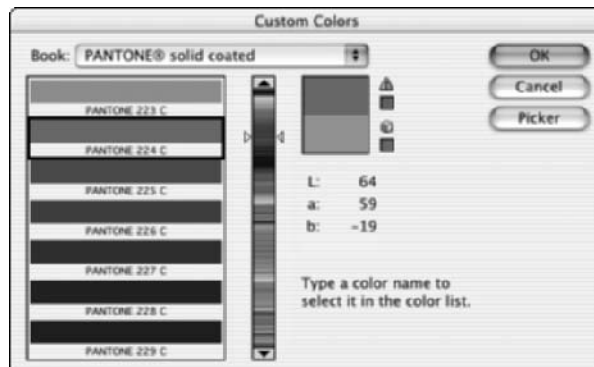 Custom Colors
Book: PANTONE® solid coated
OK
Cancel
Picker
PANTONE 223 C
PANTONE 224 C
PANTONE 225 C
PANTONE 226 C
PANTONE 227 C
PANTONE 228 C
PANTONE 229 C
L: 64
a: 59
b: -19
Type a color name to
select it in the color list.